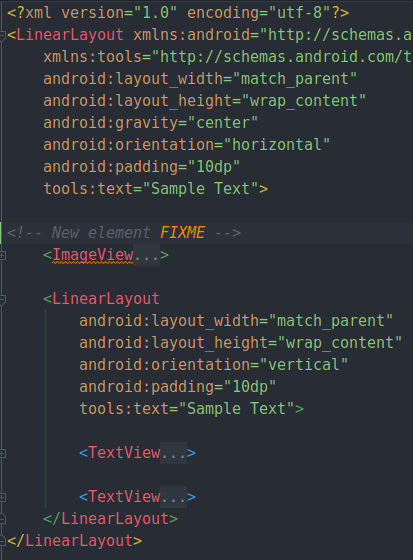 <?xml version="1.0" encoding="utf-8"?>
<LinearLayout xmlns:android="http://schemas.a
xmlns:tools="http://schemas.android.com/t
android:layout_width="match_parent"
android:layout_height="wrap_content"
android:gravity="center"
android:orientation="horizontal"
android:padding="10dp"
tools:text="Sample Text">
<!-- New element FIXME -->
<ImageView...>
<LinearLayout
android:layout_width="match_parent"
android:layout_height="wrap_content"
android:orientation="vertical"
android:padding="10dp"
tools:text="Sample Text">
<TextView...>
<TextView...>
</LinearLayout>
</LinearLayout>